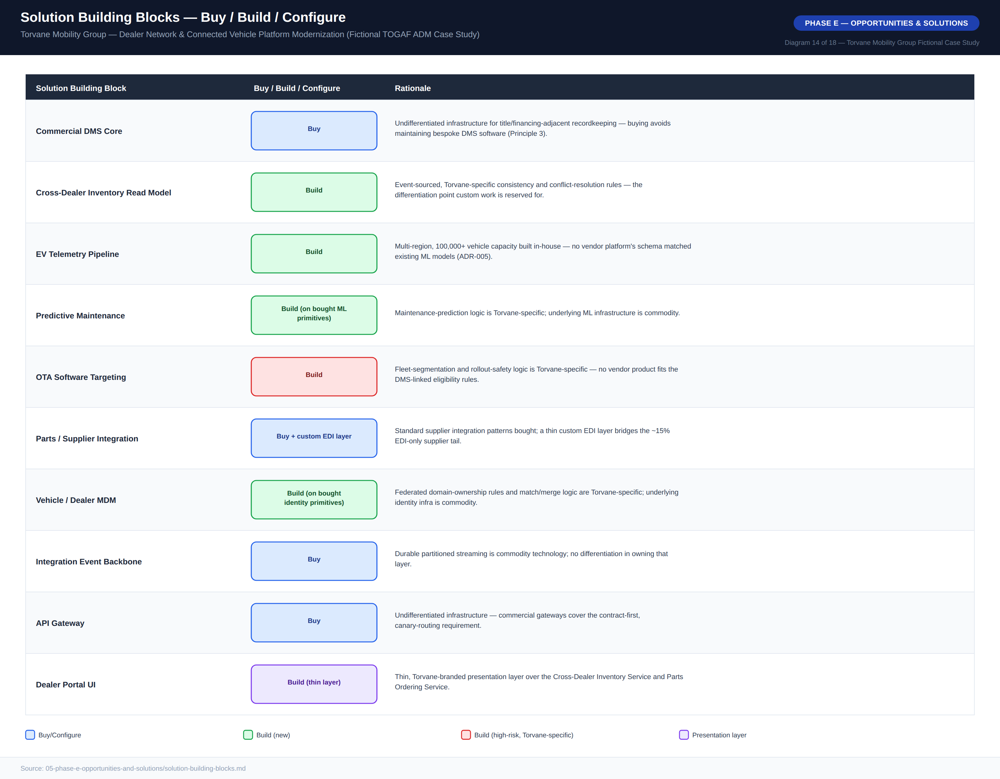 Solution Building Blocks — Buy / Build / Configure
Torvane Mobility Group — Dealer Network & Connected Vehicle Platform Modernization (Fictional TOGAF ADM Case Study)
PHASE E — OPPORTUNITIES & SOLUTIONS
Diagram 14 of 18 — Torvane Mobility Group Fictional Case Study
Solution Building Block
Buy / Build / Configure
Rationale
Commercial DMS Core
Buy
Undifferentiated infrastructure for title/financing-adjacent recordkeeping — buying avoids
maintaining bespoke DMS software (Principle 3).
Cross-Dealer Inventory Read Model
Build
Event-sourced, Torvane-specific consistency and conflict-resolution rules — the
differentiation point custom work is reserved for.
EV Telemetry Pipeline
Build
Multi-region, 100,000+ vehicle capacity built in-house — no vendor platform's schema matched
existing ML models (ADR-005).
Predictive Maintenance
Build (on bought ML
primitives)
Maintenance-prediction logic is Torvane-specific; underlying ML infrastructure is commodity.
OTA Software Targeting
Build
Fleet-segmentation and rollout-safety logic is Torvane-specific — no vendor product fits the
DMS-linked eligibility rules.
Parts / Supplier Integration
Buy + custom EDI layer
Standard supplier integration patterns bought; a thin custom EDI layer bridges the ~15%
EDI-only supplier tail.
Vehicle / Dealer MDM
Build (on bought
identity primitives)
Federated domain-ownership rules and match/merge logic are Torvane-specific; underlying
identity infra is commodity.
Integration Event Backbone
Buy
Durable partitioned streaming is commodity technology; no differentiation in owning that
layer.
API Gateway
Buy
Undifferentiated infrastructure — commercial gateways cover the contract-first,
canary-routing requirement.
Dealer Portal UI
Build (thin layer)
Thin, Torvane-branded presentation layer over the Cross-Dealer Inventory Service and Parts
Ordering Service.
Buy/Configure
Build (new)
Build (high-risk, Torvane-specific)
Presentation layer
Source: 05-phase-e-opportunities-and-solutions/solution-building-blocks.md